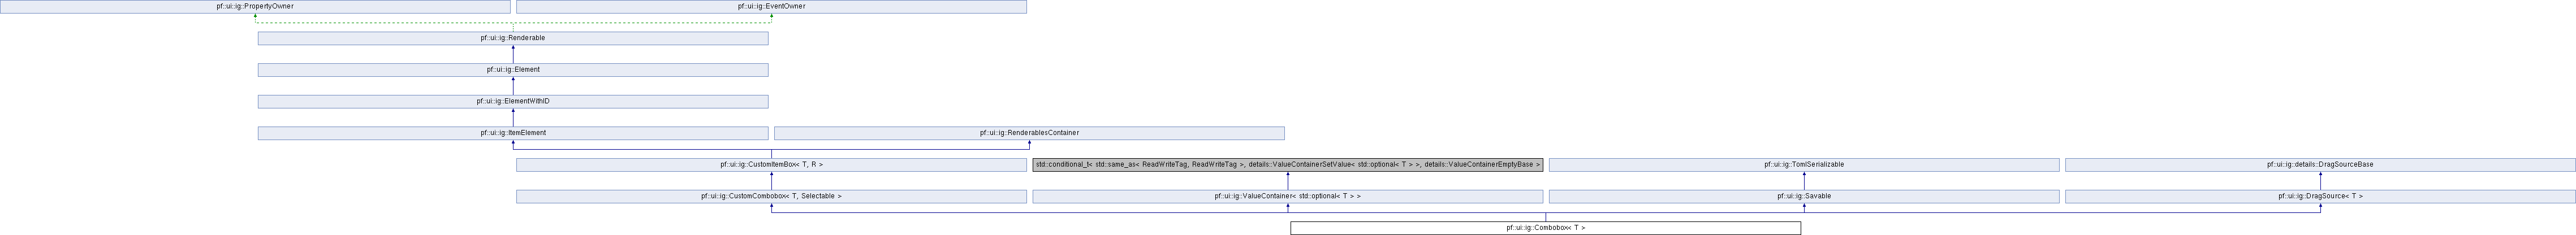 pf::ui::ig::PropertyOwner
pf::ui::ig::EventOwner
pf::ui::ig::Renderable
pf::ui::ig::Element
pf::ui::ig::ElementWithID
pf::ui::ig::ItemElement
pf::ui::ig::RenderablesContainer
pf::ui::ig::CustomItemBox< T, R >
std::conditional_t< std::same_as< ReadWriteTag, ReadWriteTag >, details::ValueContainerSetValue< std::optional< T > >, details::ValueContainerEmptyBase >
pf::ui::ig::TomlSerializable
pf::ui::ig::details::DragSourceBase
pf::ui::ig::CustomCombobox< T, Selectable >
pf::ui::ig::ValueContainer< std::optional< T > >
pf::ui::ig::Savable
pf::ui::ig::DragSource< T >
pf::ui::ig::Combobox< T >